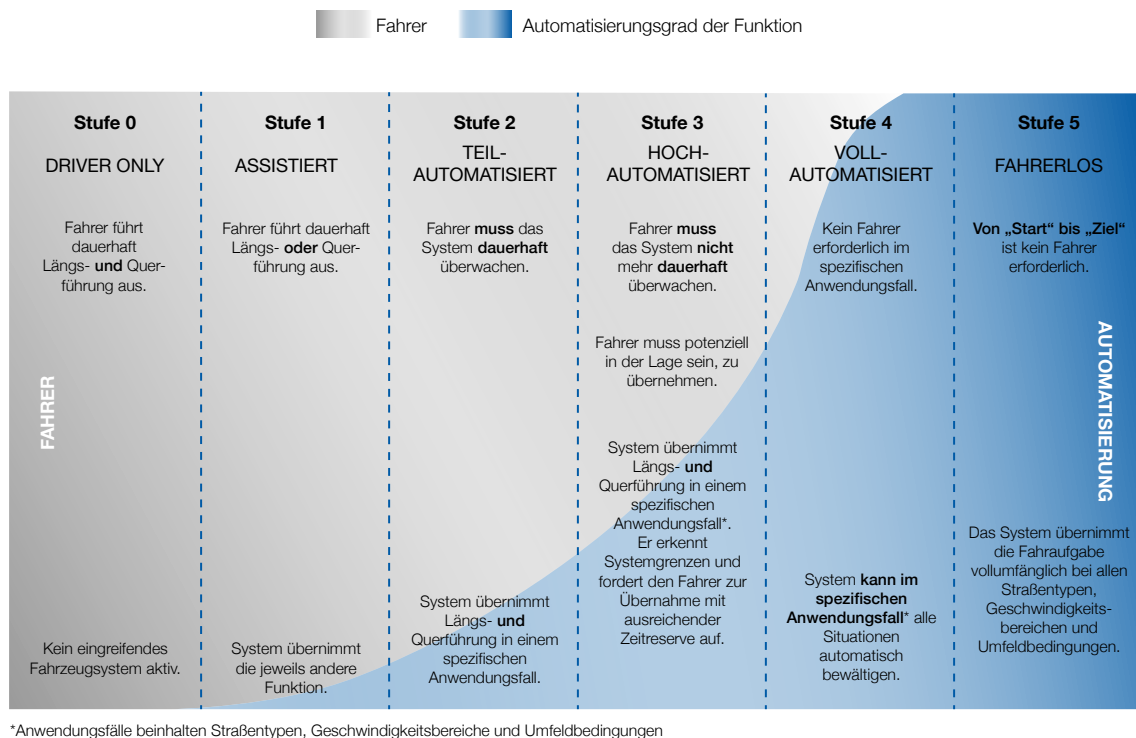 Fahrer
Automatisierungsgrad der Funktion
Stufe 0
DRIVER ONLY
Fahrer führt
dauerhaft
Längs- und Quer-
führung aus.
FAHRER
Kein eingreifendes
Fahrzeugsystem aktiv.
Stufe 1
ASSISTIERT
Fahrer führt dauerhaft
Längs- oder Quer-
führung aus.
System übernimmt
die jeweils andere
Funktion.
Stufe 2
TEIL-
AUTOMATISIERT
Fahrer muss das
System dauerhaft
überwachen.
System übernimmt
Längs- und
Querführung in einem
spezifischen
Anwendungsfall.
Stufe 3
HOCH-
AUTOMATISIERT
Fahrer muss
das System nicht
mehr dauerhaft
überwachen.
Fahrer muss potenziell
in der Lage sein, zu
übernehmen.
System übernimmt
Längs- und
Querführung in einem
spezifischen
Anwendungsfall*.
Er erkennt
Systemgrenzen und
fordert den Fahrer zur
Übernahme mit
ausreichender
Zeitreserve auf.
Stufe 4
VOLL-
AUTOMATISIERT
Kein Fahrer
erforderlich im
spezifischen
Anwendungsfall.
System kann im
spezifischen
Anwendungsfall* alle
Situationen
automatisch
bewältigen.
Stufe 5
FAHRERLOS
Von „Start" bis „Ziel"
ist kein Fahrer
erforderlich.
AUTOMATISIERUNG
Das System übernimmt
die Fahraufgabe
vollumfänglich bei allen
Straßentypen,
Geschwindigkeits-
bereichen und
Umfeldbedingungen.
*Anwendungsfälle beinhalten Straßentypen, Geschwindigkeitsbereiche und Umfeldbedingungen